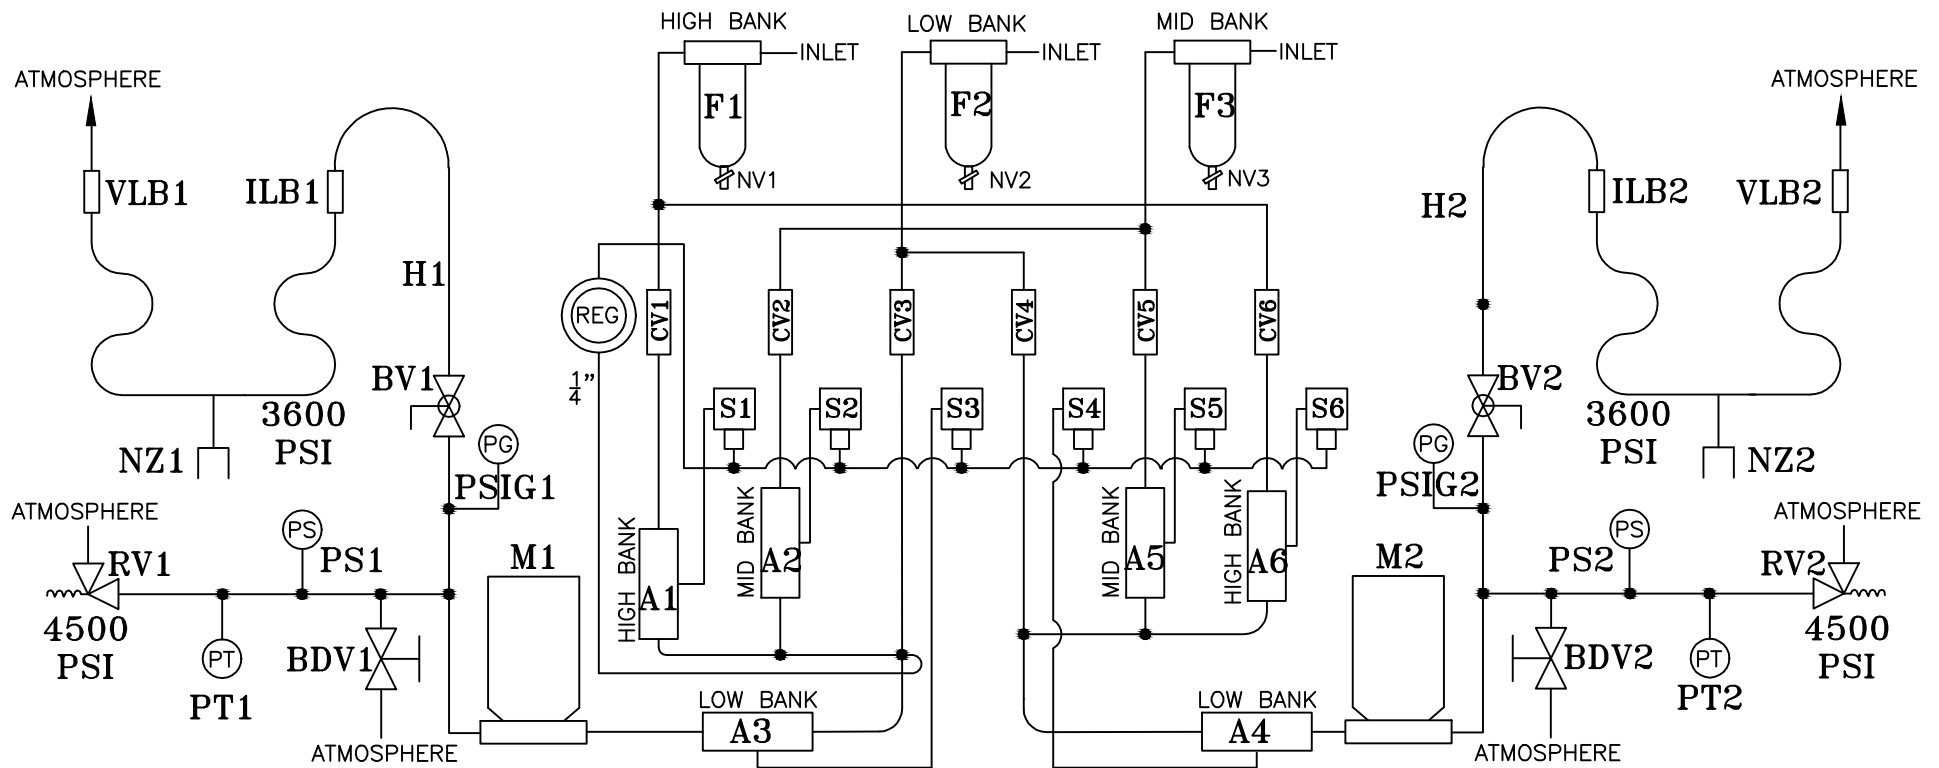 HIGH BANK
LOW BANK
MID BANK
INLET
INLET
INLET
ATMOSPHERE
ATMOSPHERE
F1
F2
F3
NV1
NV2
NV3
VLB1
ILB1
H1
H2
ILB2
VLB2
REG
1/4"
CV1
CV2
CV3
CV4
CV5
CV6
BV1
BV2
S1
S2
S3
S4
S5
S6
3600
PSI
3600
PSI
NZ1
NZ2
PG
PSIG1
PG
PSIG2
ATMOSPHERE
ATMOSPHERE
RV1
PS
PS1
PS
PS2
RV2
4500
PSI
4500
PSI
PT
PT1
PT
PT2
BDV1
BDV2
ATMOSPHERE
ATMOSPHERE
M1
M2
HIGH BANK
A1
MID BANK
A2
MID BANK
A5
HIGH BANK
A6
LOW BANK
A3
LOW BANK
A4